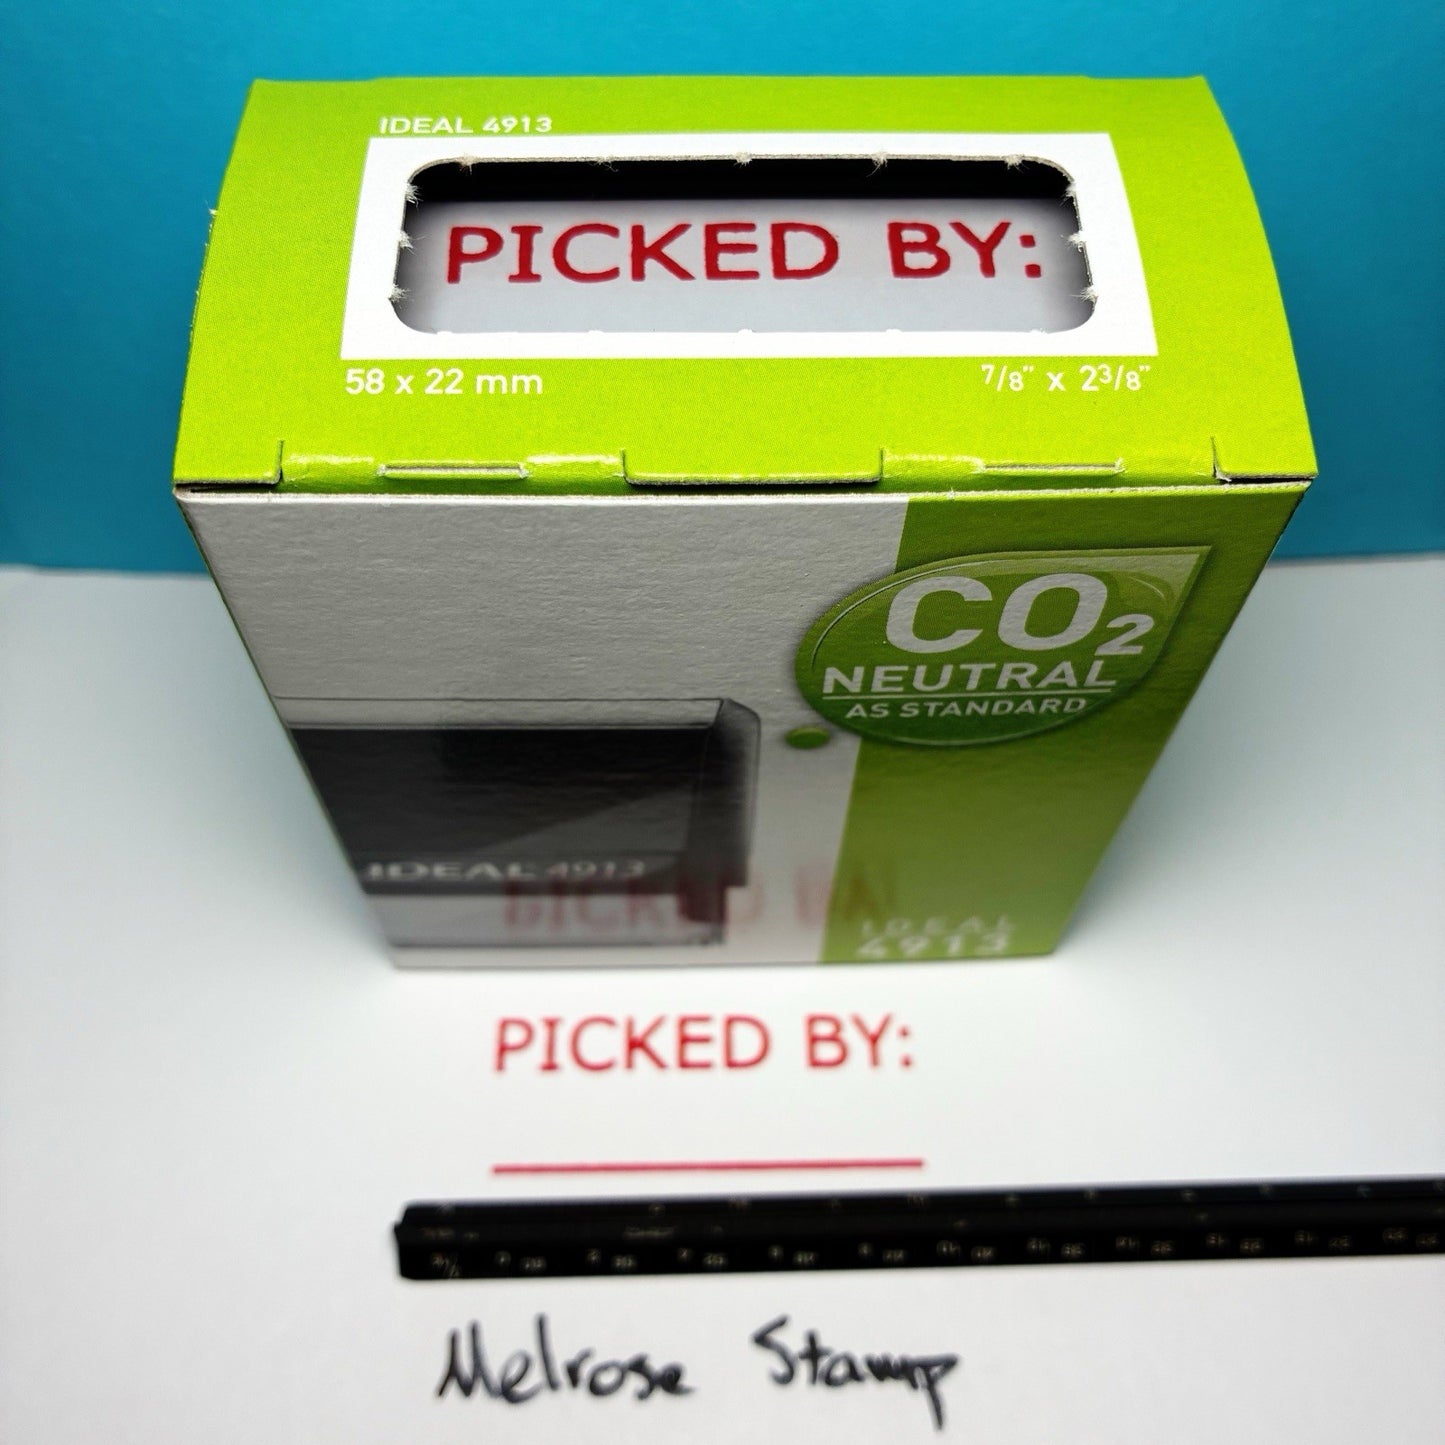 IDEAL 4913
PICKED BY:
58 x 22 mm
7/8" x 2 3/8"
CO₂
NEUTRAL
AS STANDARD
IDEAL 4913
PICKED
IDEAL
4913
PICKED BY:
Melrose Stamp